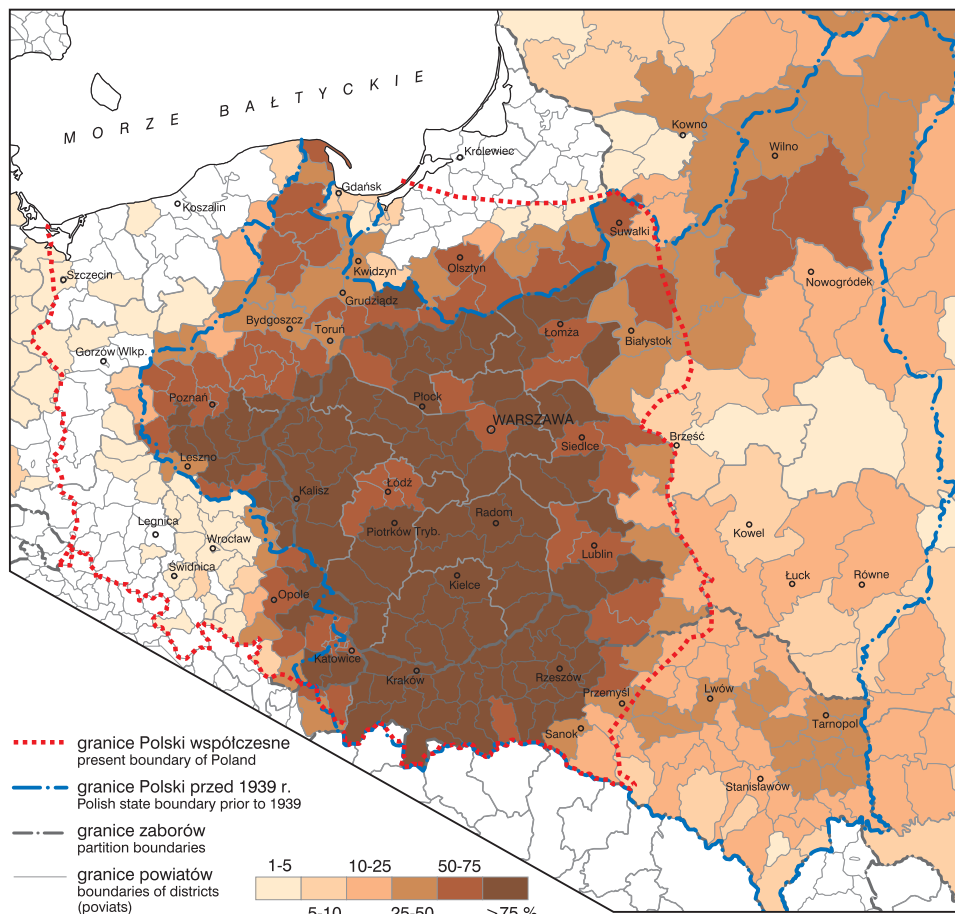 MORZE BAŁTYCKIE
Królewiec
Kowno
Wilno
Koszalin
Gdańsk
Suwałki
Szczecin
Kwidzyn
Olsztyn
Nowogródek
Grudziądz
Bydgoszcz
Toruń
Łomża
Białystok
Gorzów Wlkp.
Poznań
Płock
WARSZAWA
Siedlce
Brześć
Leszno
Kalisz
Łódź
Radom
Legnica
Piotrków Tryb.
Kowel
Wrocław
Lublin
Świdnica
Kielce
Łuck
Równe
Opole
Katowice
Kraków
Rzeszów
Przemyśl
Lwów
Tarnopol
Sanok
Stanisławów
granice Polski współczesne
present boundary of Poland
granice Polski przed 1939 r.
Polish state boundary prior to 1939
granice zaborów
partition boundaries
granice powiatów
boundaries of districts
(poviats)
1-5 10-25 50-75
5-10 25-50 >75 %